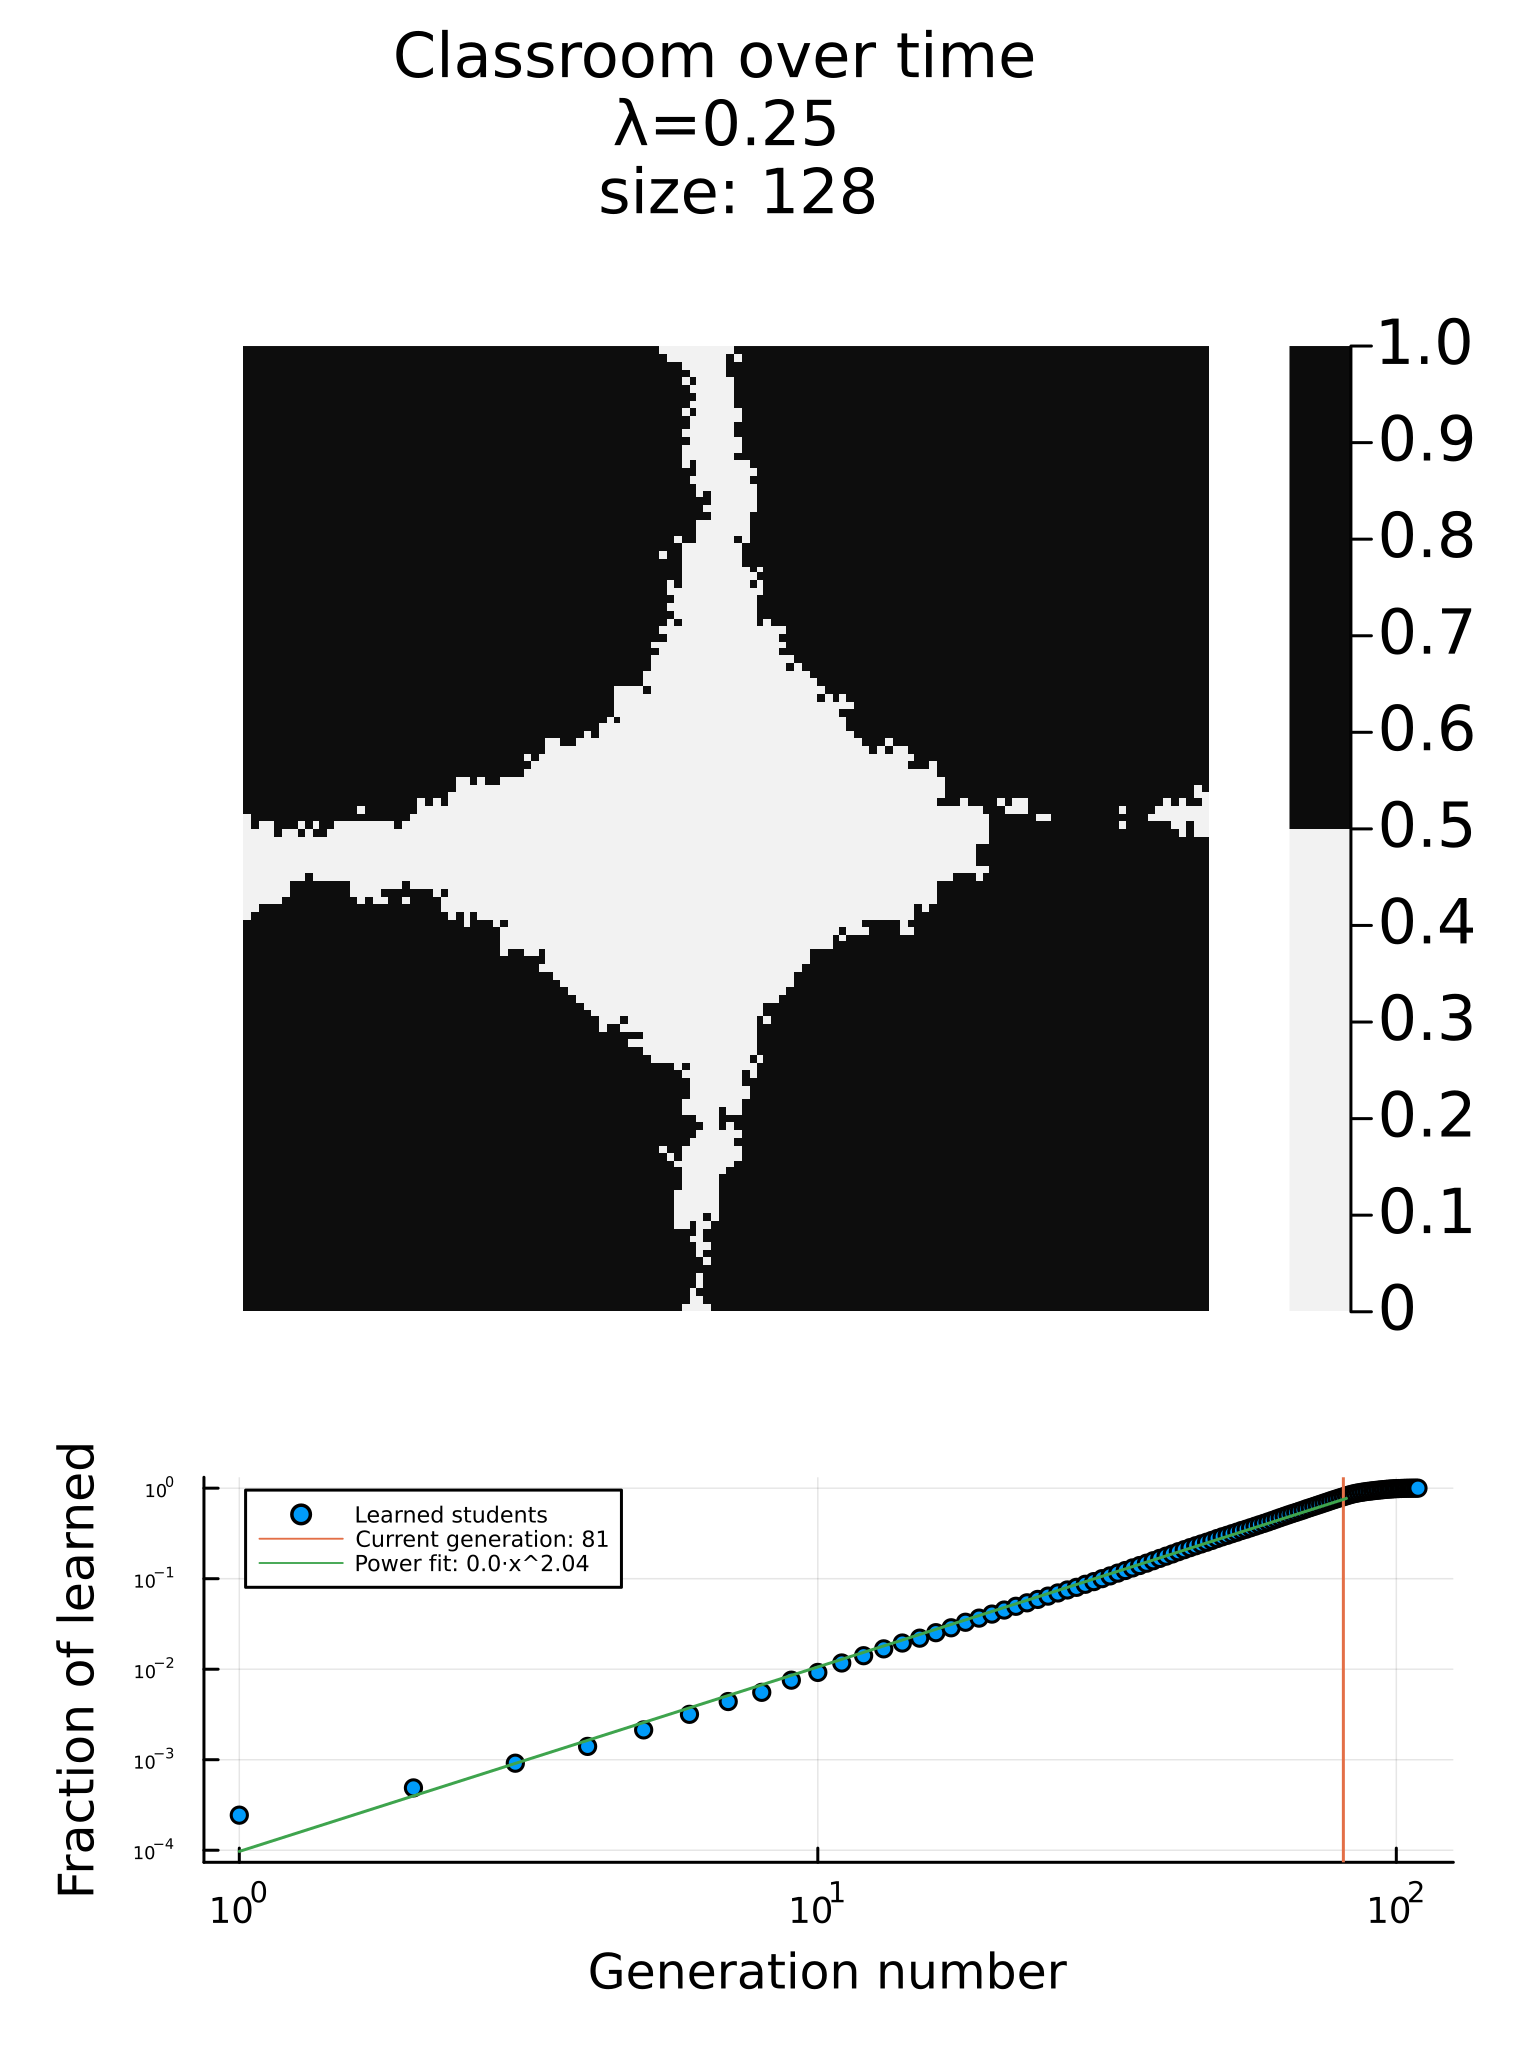 Classroom over time
λ=0.25
size: 128
1.0
0.9
0.8
0.7
0.6
0.5
0.4
0.3
0.2
0.1
0
Fraction of learned
10^0
10^-1
10^-2
10^-3
10^-4
Learned students
Current generation: 81
Power fit: 0.0·x^2.04
10^0
10^1
10^2
Generation number